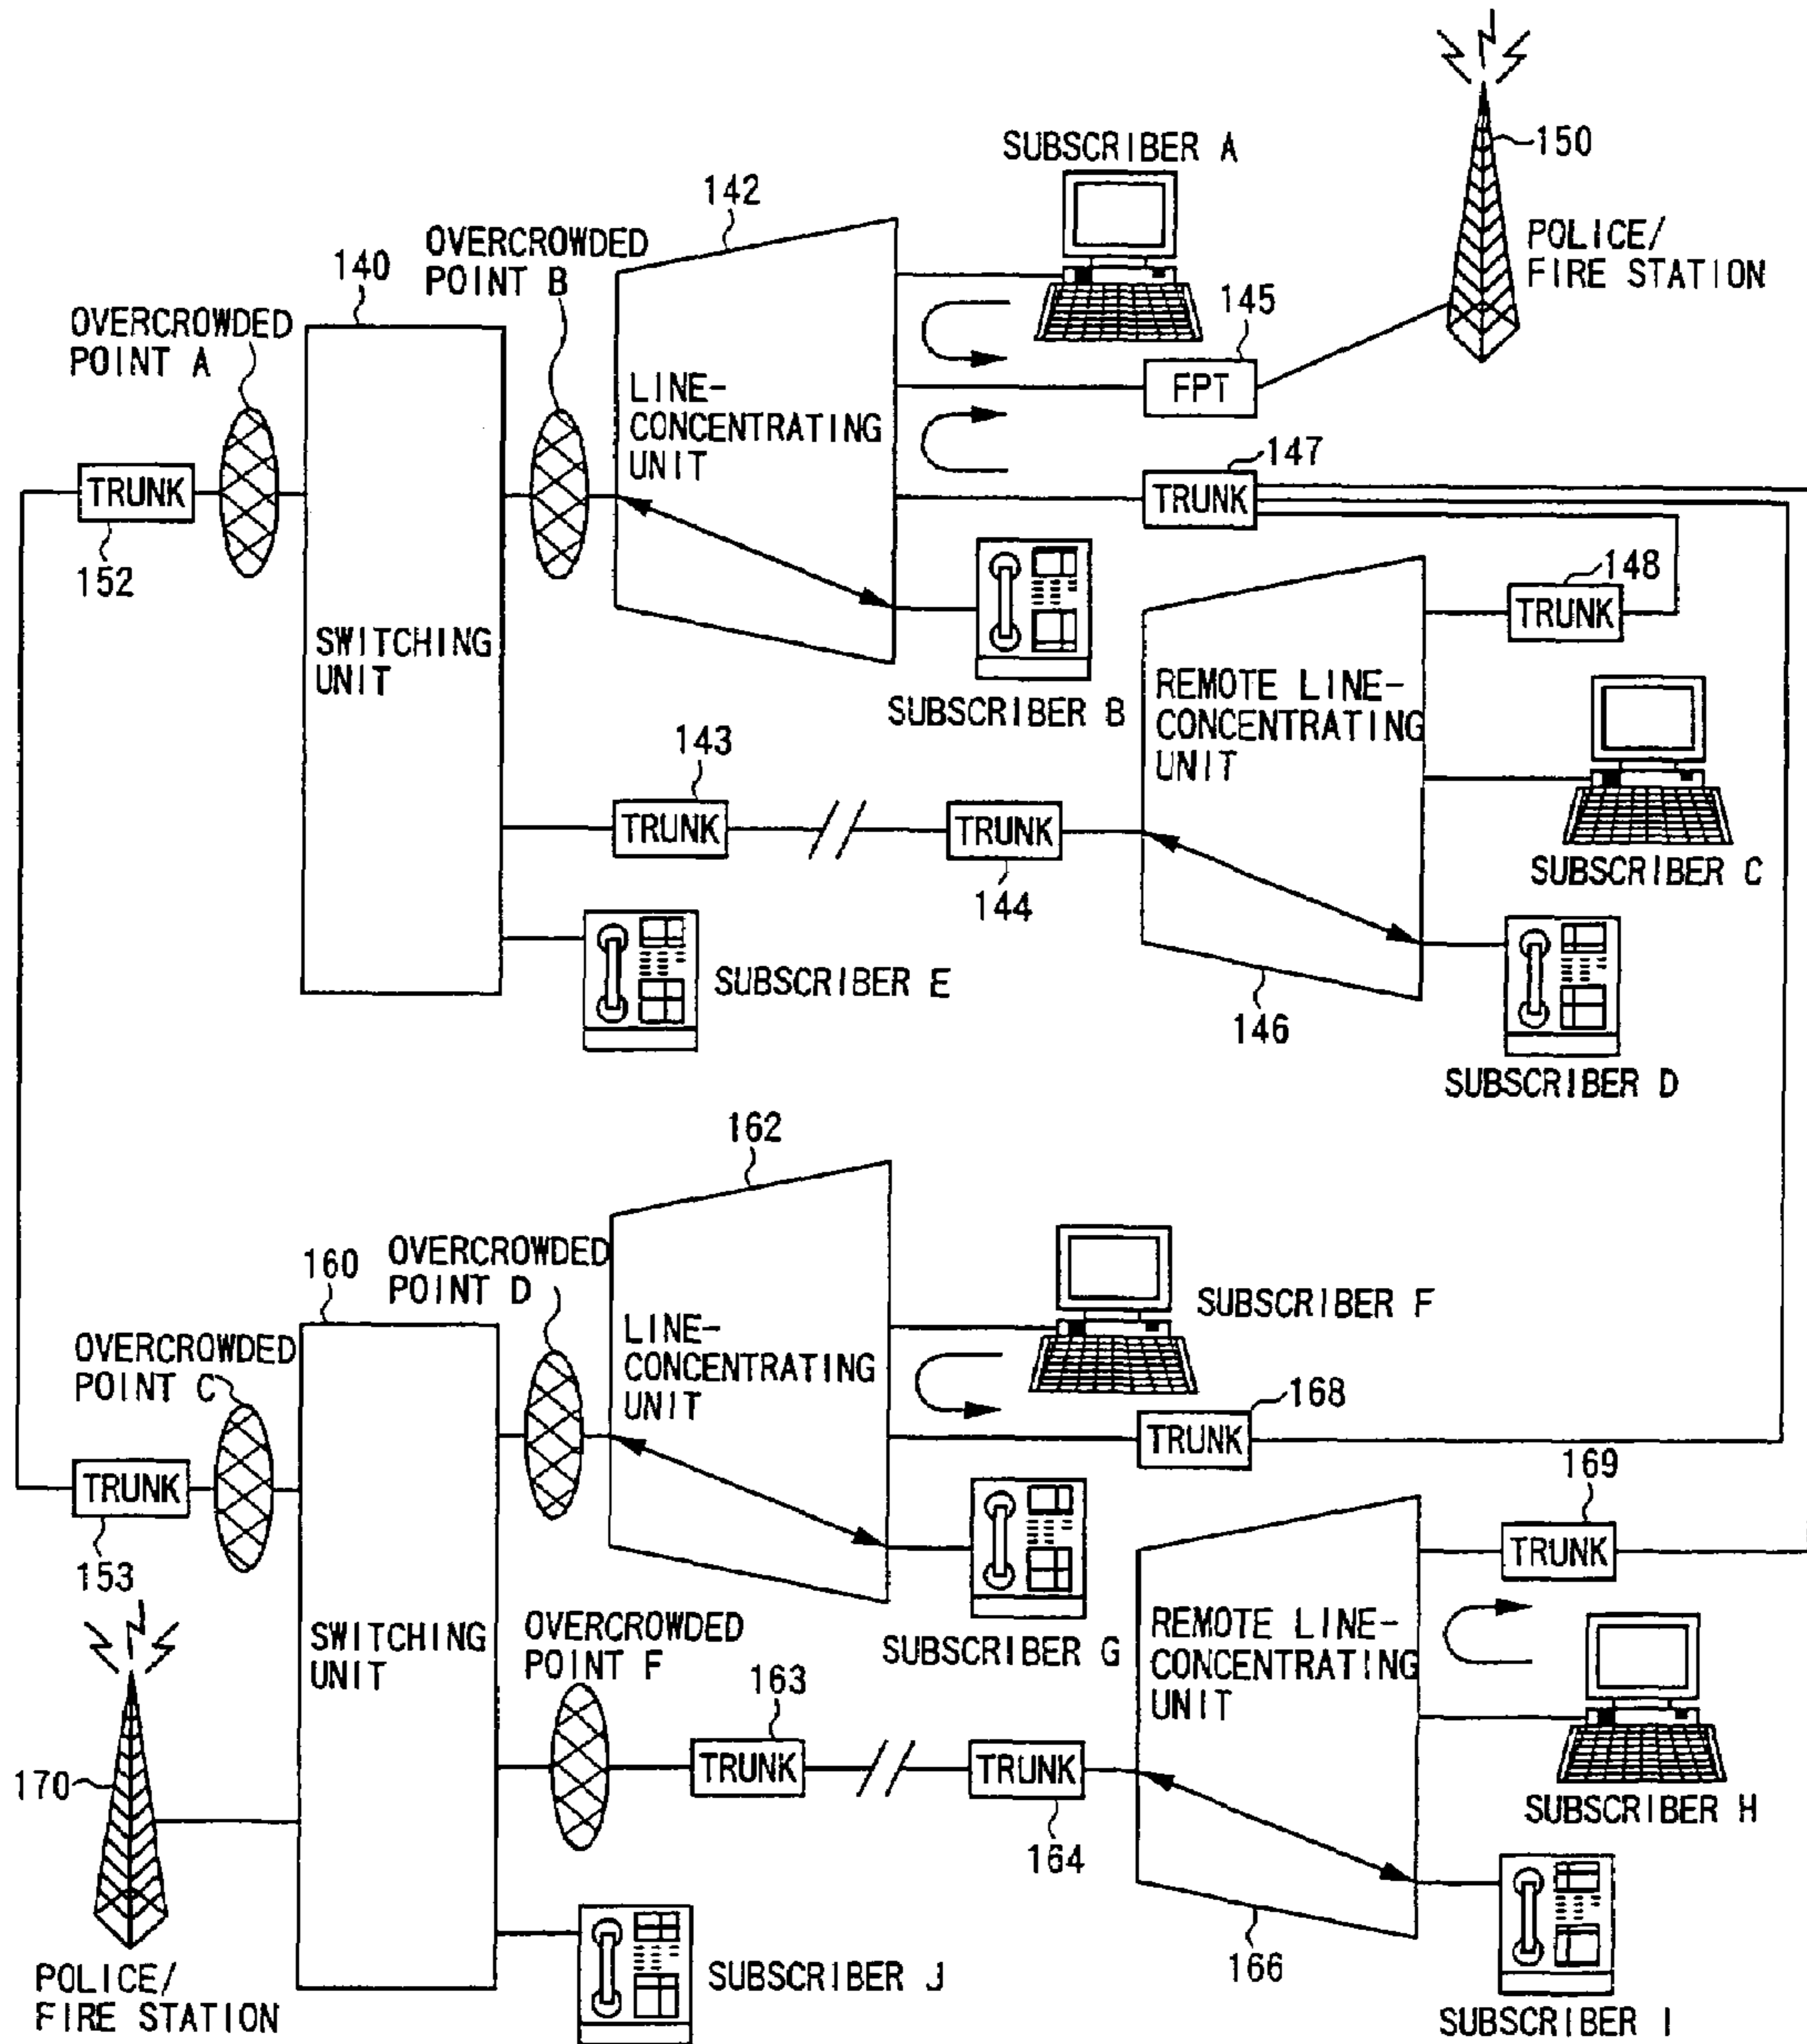 SUBSCRIBER A
150
142
POLICE/
FIRE STATION
OVERCROWDED
POINT B
140
145
OVERCROWDED
POINT A
FPT
LINE-
CONCENTRATING
UNIT
147
TRUNK
TRUNK
152
148
TRUNK
SWITCHING
UNIT
SUBSCRIBER B
REMOTE LINE-
CONCENTRATING
UNIT
143
TRUNK
TRUNK
144
SUBSCRIBER C
SUBSCRIBER E
146
SUBSCRIBER D
162
160
OVERCROWDED
POINT D
SUBSCRIBER F
OVERCROWDED
POINT C
LINE-
CONCENTRATING
UNIT
168
TRUNK
169
TRUNK
TRUNK
153
SWITCHING
UNIT
OVERCROWDED
POINT F
SUBSCRIBER G
REMOTE LINE-
CONCENTRATING
UNIT
163
TRUNK
TRUNK
170
164
SUBSCRIBER H
POLICE/
FIRE STATION
SUBSCRIBER J
166
SUBSCRIBER I